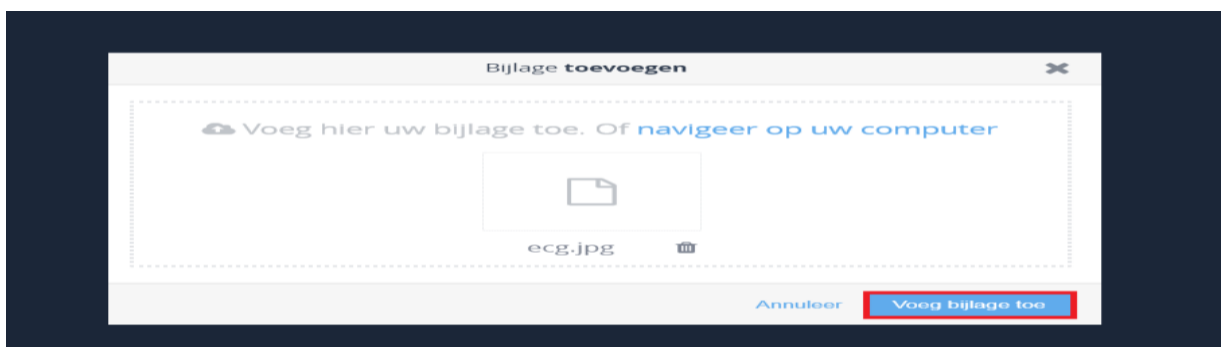 Bijlage toevoegen
Voeg hier uw bijlage toe. Of navigeer op uw computer
ecg.jpg
Annuleer Voeg bijlage toe